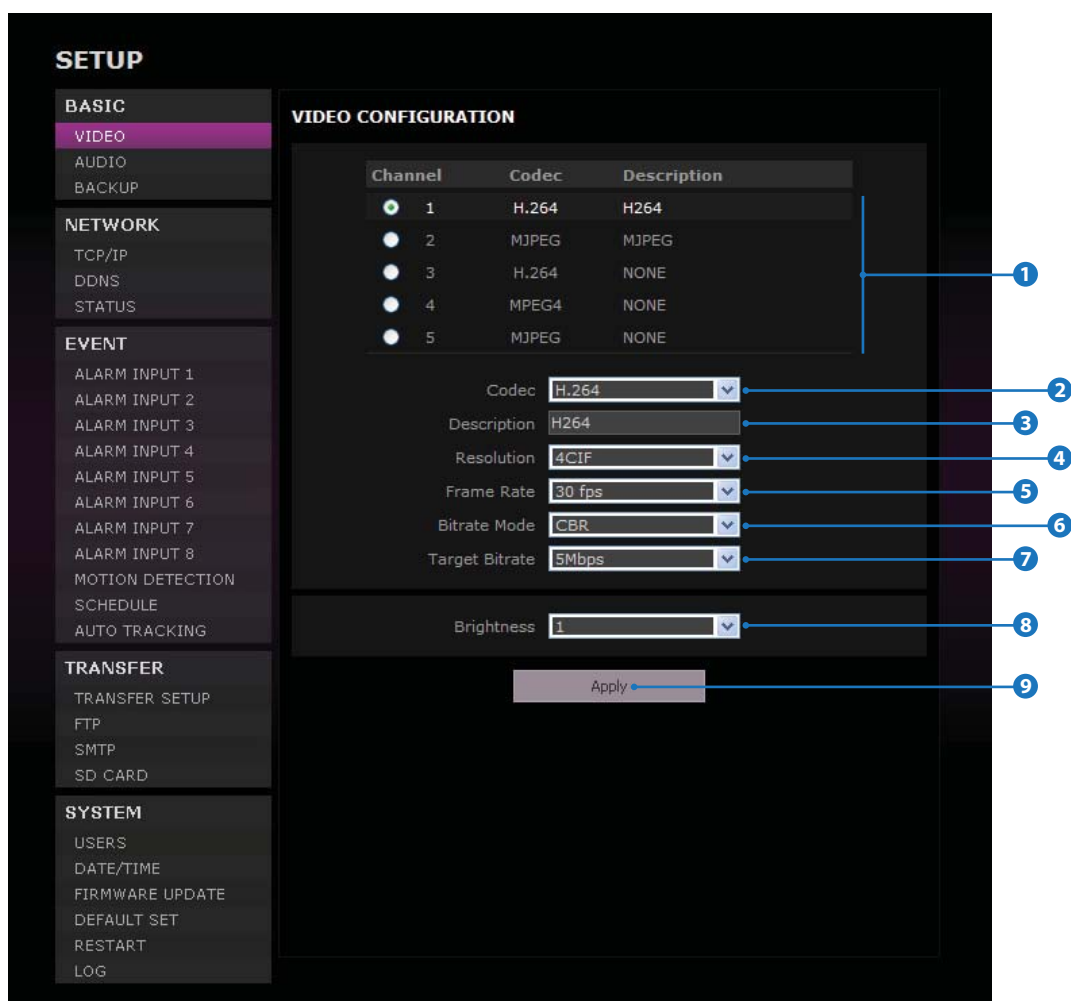 SETUP
BASIC
VIDEO
AUDIO
BACKUP
NETWORK
TCP/IP
DDNS
STATUS
EVENT
ALARM INPUT 1
ALARM INPUT 2
ALARM INPUT 3
ALARM INPUT 4
ALARM INPUT 5
ALARM INPUT 6
ALARM INPUT 7
ALARM INPUT 8
MOTION DETECTION
SCHEDULE
AUTO TRACKING
TRANSFER
TRANSFER SETUP
FTP
SMTP
SD CARD
SYSTEM
USERS
DATE/TIME
FIRMWARE UPDATE
DEFAULT SET
RESTART
LOG
VIDEO CONFIGURATION
Channel Codec Description
1 H.264 H264
2 MJPEG MJPEG
3 H.264 NONE
4 MPEG4 NONE
5 MJPEG NONE
1
Codec H.264 2
Description H264 3
Resolution 4CIF 4
Frame Rate 30 fps 5
Bitrate Mode CBR 6
Target Bitrate 5Mbps 7
Brightness 1 8
Apply 9